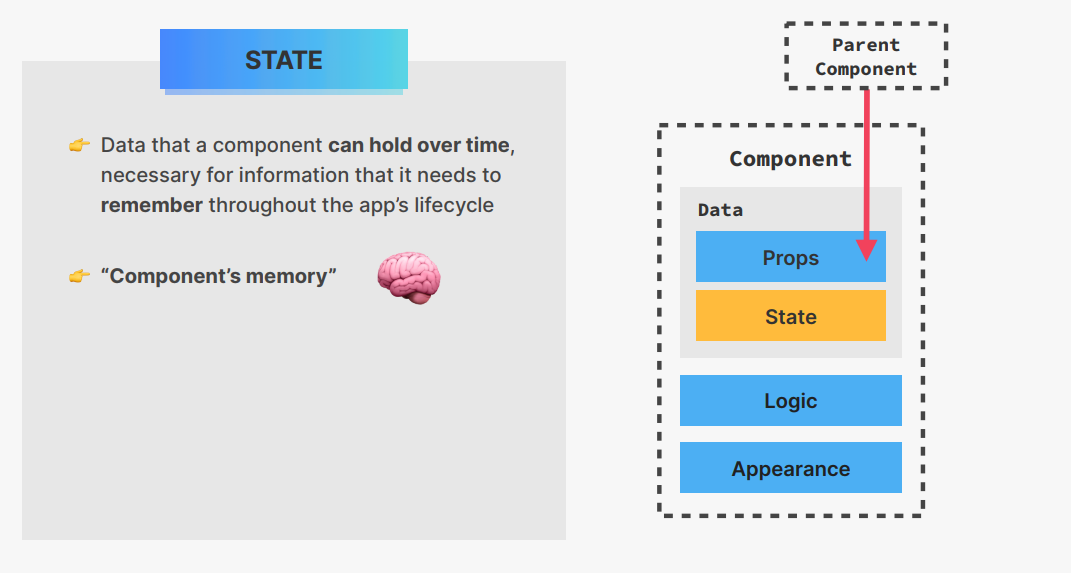 STATE
👉 Data that a component can hold over time,
necessary for information that it needs to
remember throughout the app’s lifecycle
👉 “Component’s memory”
Parent
Component
Component
Data
Props
State
Logic
Appearance